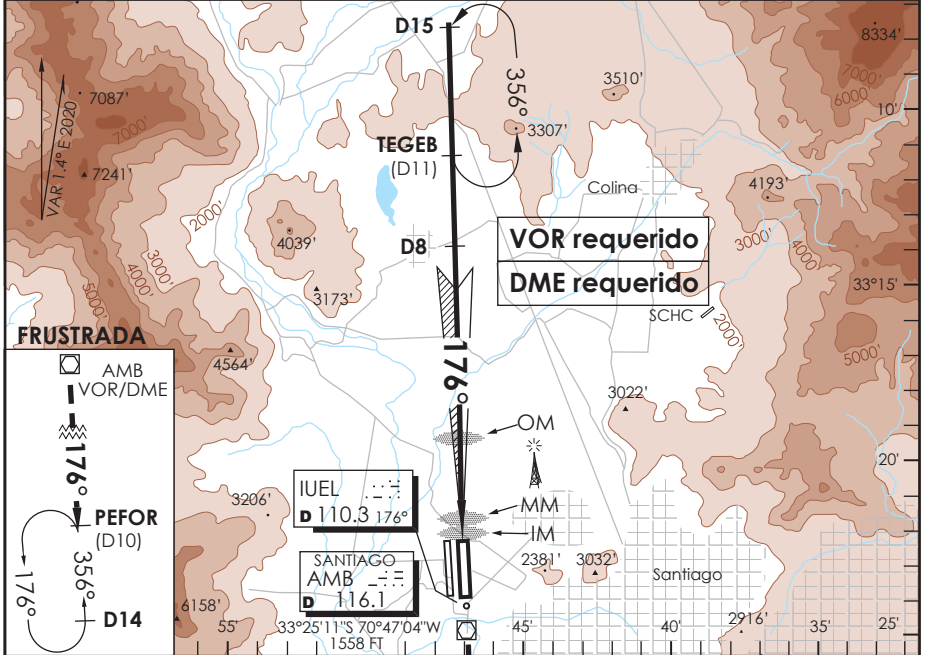 D15
8334'
356°
3510'
7000'
6000'
10'
7087'
7000'
VAR 1.4° E 2020
3307'
TEGEB
(D11)
7241'
Colina
4193'
2000'
4039'
D8
VOR requerido
DME requerido
3000'
4000'
3000'
4000'
5000'
3173'
33°15'
SCHC
2000'
FRUSTRADA
176°
5000'
4564'
AMB
VOR/DME
3022'
OM
176°
20'
IUEL
D 110.3 176°
3206'
MM
IM
PEFOR
(D10)
SANTIAGO
AMB
D 116.1
2381'
3032'
Santiago
176°
356°
D14
6158'
33°25'11"S 70°47'04"W
1558 FT
2916'
55'
45'
40'
35'
25'